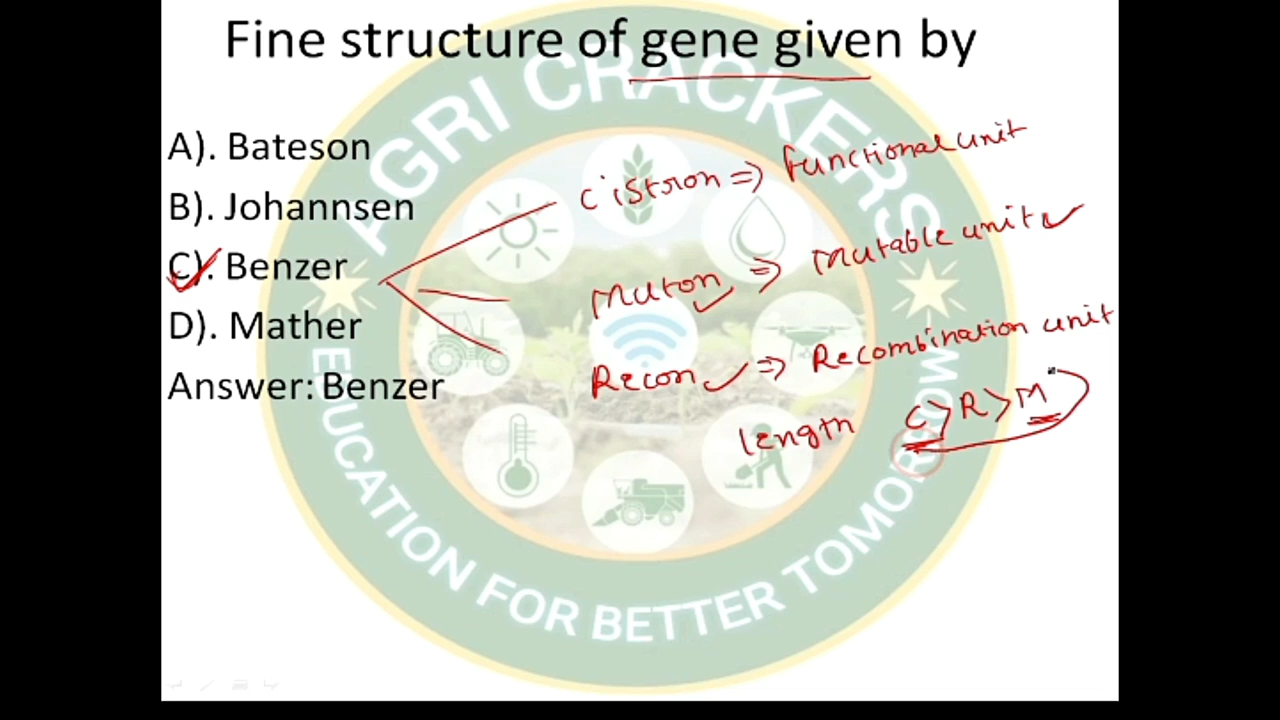 Fine structure of gene given by
A). Bateson
B). Johannsen
C). Benzer
D). Mather
Answer: Benzer
Cistron => functional unit
Muton => Mutable unit
Recon => Recombination unit
length C > R > M
AGRI CRACKERS
EDUCATION FOR BETTER TOMORROW